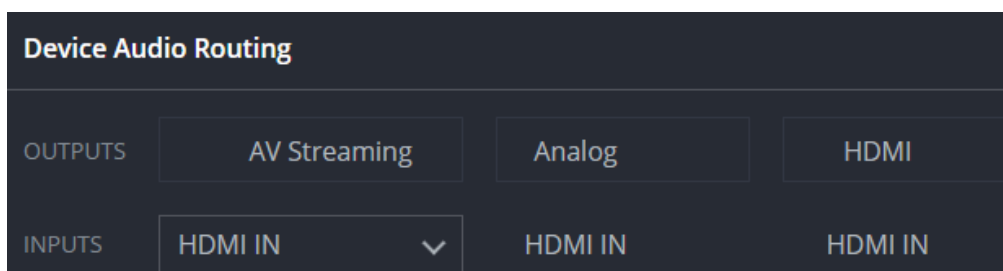 Device Audio Routing
OUTPUTS AV Streaming Analog HDMI
INPUTS HDMI IN HDMI IN HDMI IN